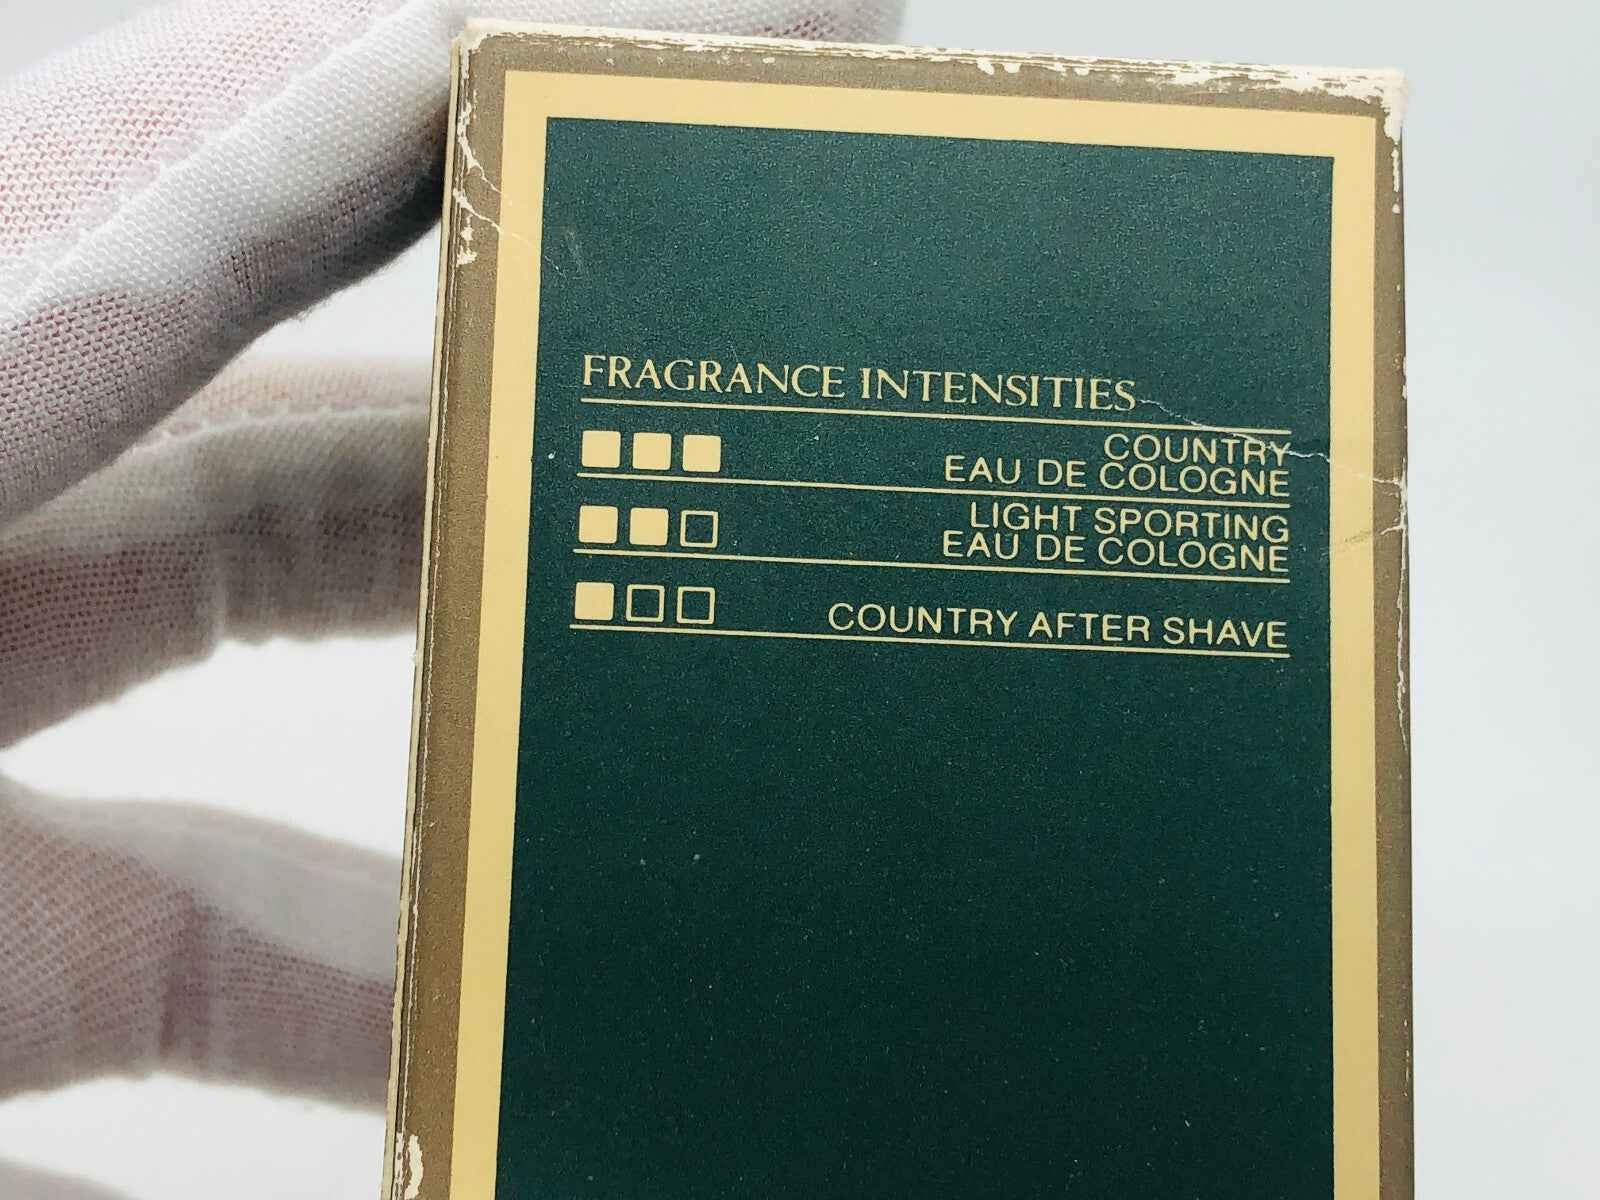 FRAGRANCE INTENSITIES
COUNTRY
EAU DE COLOGNE
LIGHT SPORTING
EAU DE COLOGNE
COUNTRY AFTER SHAVE